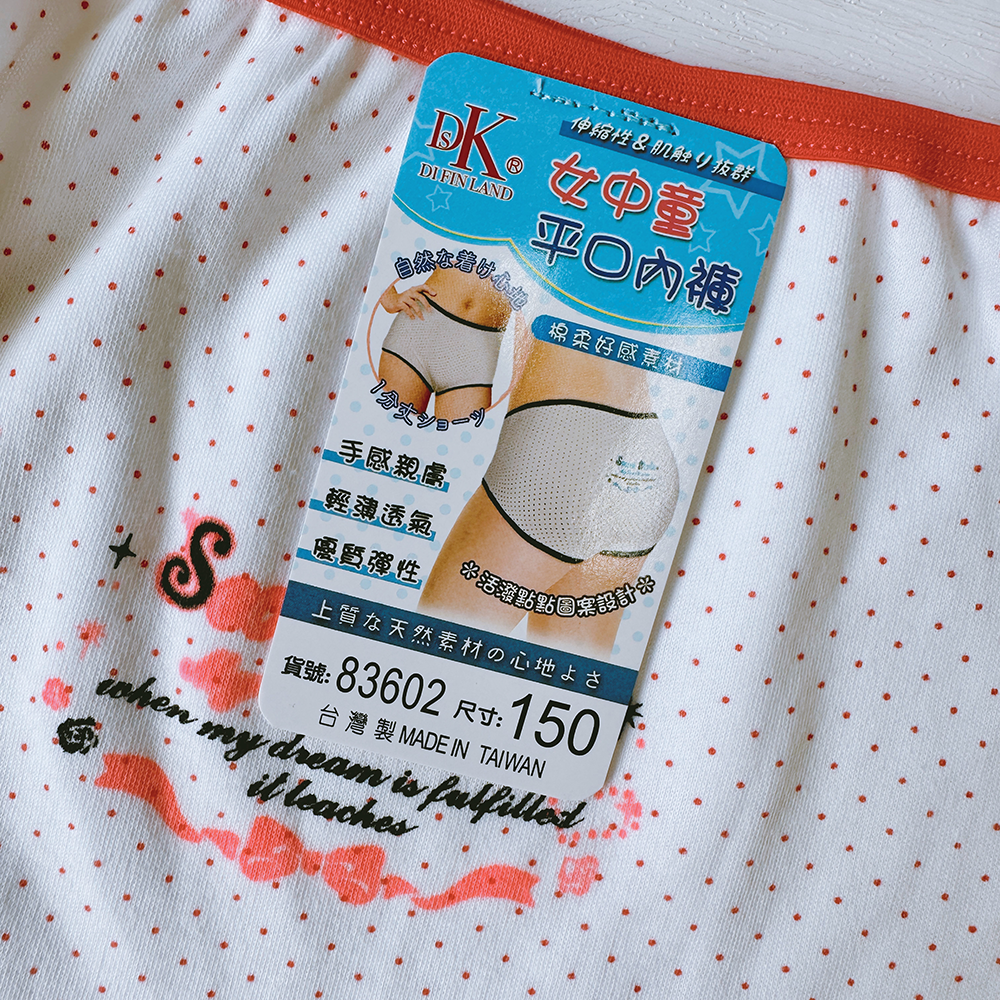 伸縮性&肌触り抜群
DSK®
DIFINLAND
女中童
平口內褲
自然な着け心地
棉柔好感素材
1分丈ショーツ
手感親膚
輕薄透氣
優質彈性
*活潑點點圖案設計*
上質な天然素材の心地よさ
貨號:83602 尺寸:150
台灣製 MADE IN TAIWAN
S
when my dream is fulfilled
it leaches